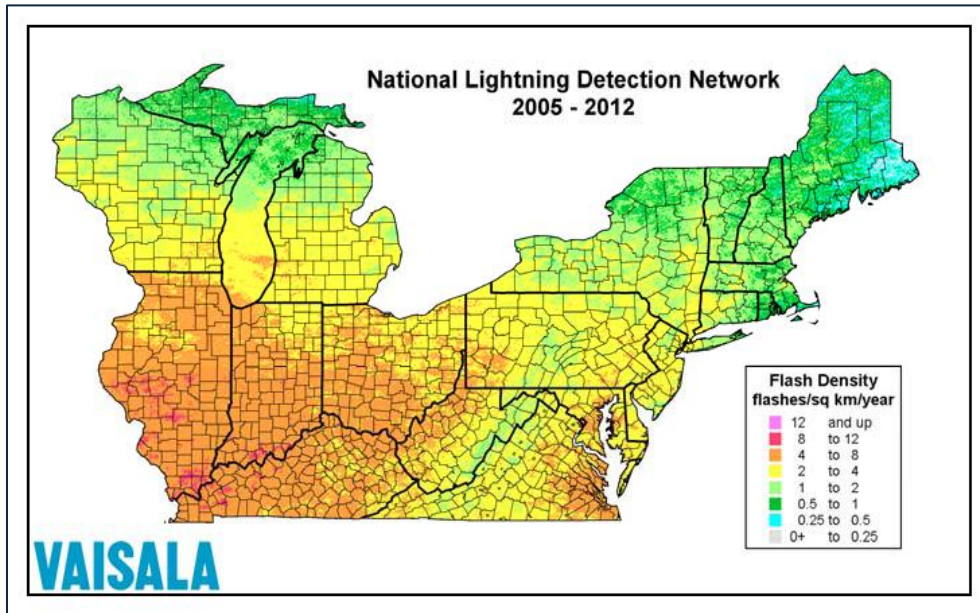 National Lightning Detection Network
2005 - 2012
Flash Density
flashes/sq km/year
12 and up
8 to 12
4 to 8
2 to 4
1 to 2
0.5 to 1
0.25 to 0.5
0+ to 0.25
VAISALA